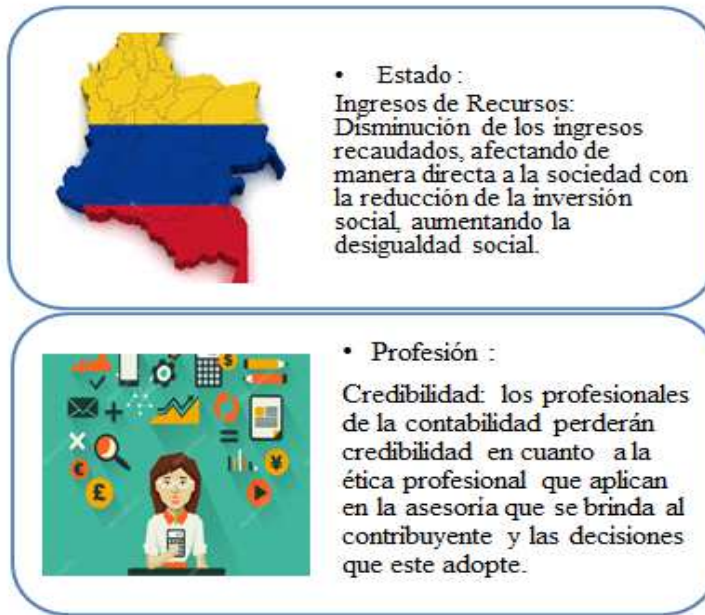 • Estado :
Ingresos de Recursos:
Disminución de los ingresos
recaudados, afectando de
manera directa a la sociedad con
la reducción de la inversión
social, aumentando la
desigualdad social.
• Profesión :
Credibilidad: los profesionales
de la contabilidad perderán
credibilidad en cuanto a la
ética profesional que aplican
en la asesoría que se brinda al
contribuyente y las decisiones
que este adopte.